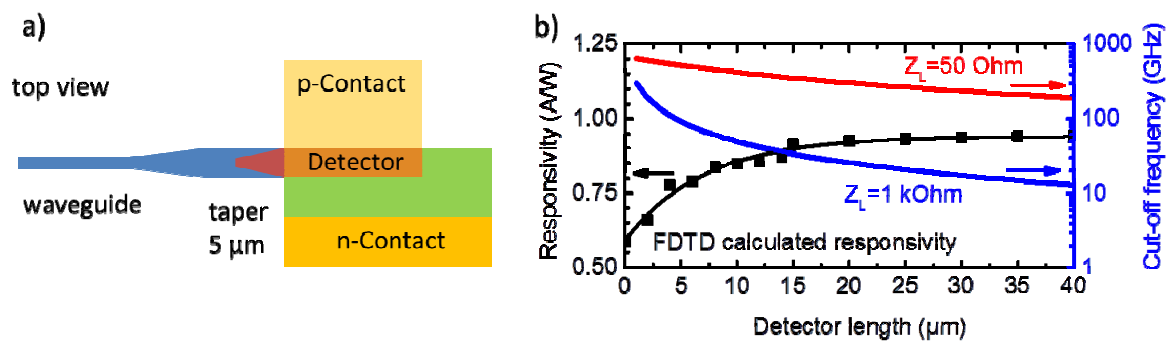 a)
top view
p-Contact
Detector
waveguide
taper
5 µm
n-Contact
b)
Responsivity (A/W)
1.25
1.00
0.75
0.50
Z_L=50 Ohm
Z_L=1 kOhm
FDTD calculated responsivity
0 5 10 15 20 25 30 35 40
Detector length (µm)
1000
100
10
1
Cut-off frequency (GHz)